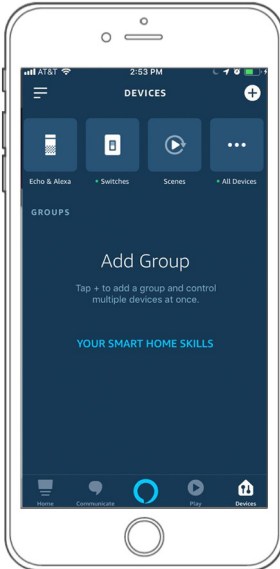 AT&T 2:53 PM
DEVICES
Echo & Alexa Switches Scenes All Devices
GROUPS
Add Group
Tap + to add a group and control
multiple devices at once.
YOUR SMART HOME SKILLS
Home Communicate Play Devices